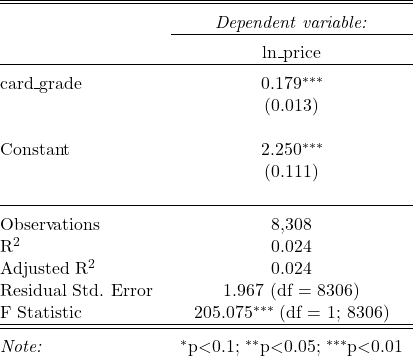 Dependent variable:
ln_price
card_grade 0.179***
(0.013)
Constant 2.250***
(0.111)
Observations 8,308
R2 0.024
Adjusted R2 0.024
Residual Std. Error 1.967 (df = 8306)
F Statistic 205.075*** (df = 1; 8306)
Note: *p<0.1; **p<0.05; ***p<0.01